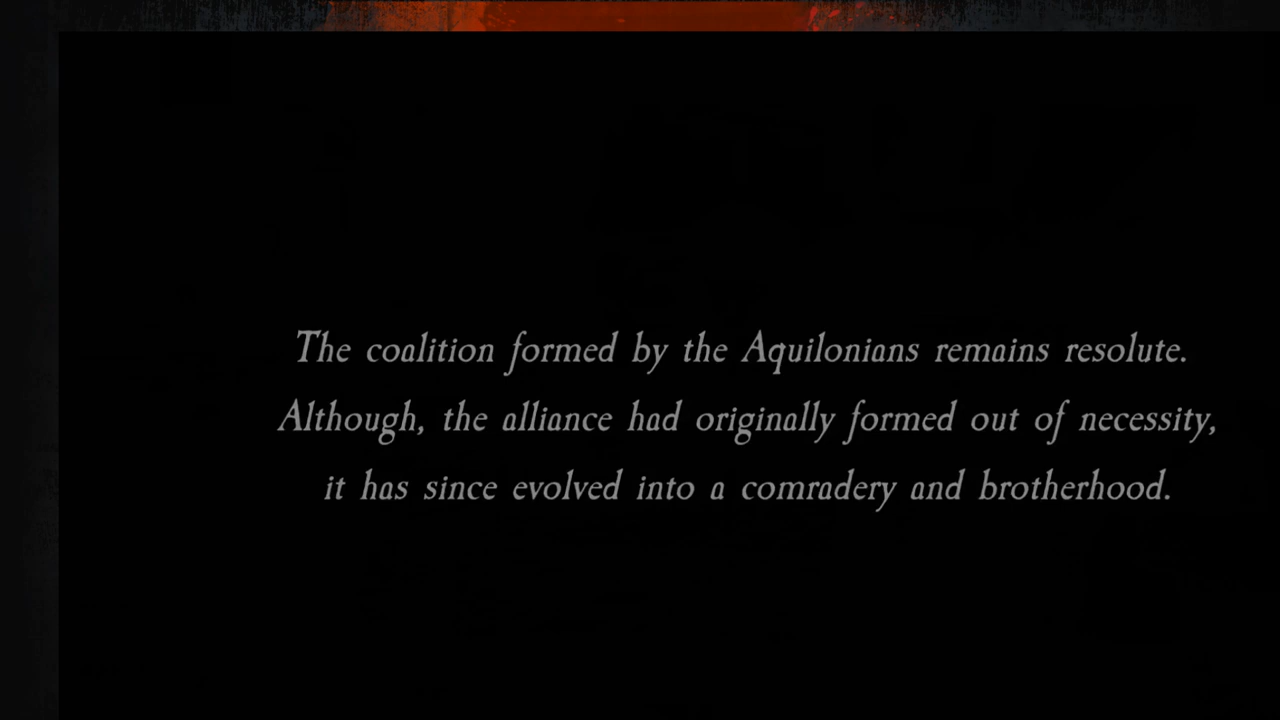 The coalition formed by the Aquilonians remains resolute.
Although, the alliance had originally formed out of necessity,
it has since evolved into a comradery and brotherhood.